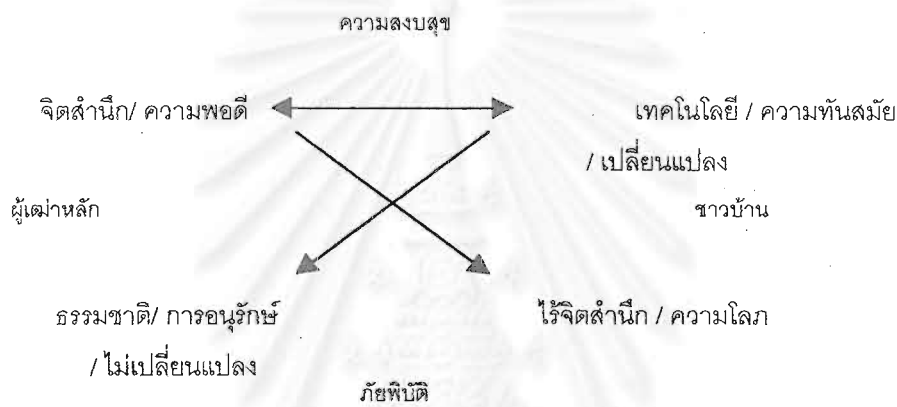 ความสงบสุข
จิตสำนึก/ ความพอดี
เทคโนโลยี / ความทันสมัย
/ เปลี่ยนแปลง
ผู้เฒ่าหลัก
ชาวบ้าน
ธรรมชาติ/ การอนุรักษ์
/ ไม่เปลี่ยนแปลง
ไร้จิตสำนึก / ความโลภ
ภัยพิบัติ